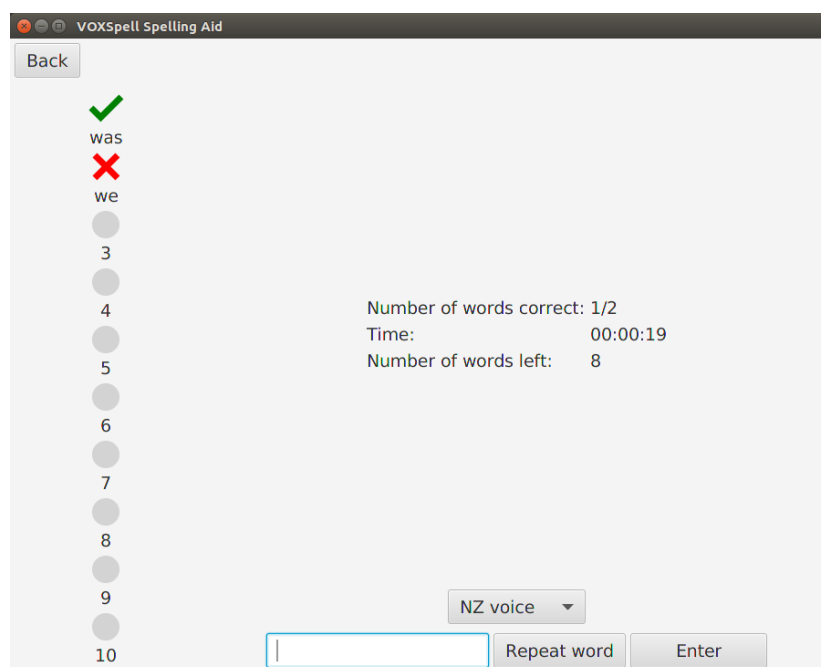 VOXSpell Spelling Aid
Back
was
we
3
4
5
6
7
8
9
10
Number of words correct: 1/2
Time: 00:00:19
Number of words left: 8
NZ voice
Repeat word
Enter